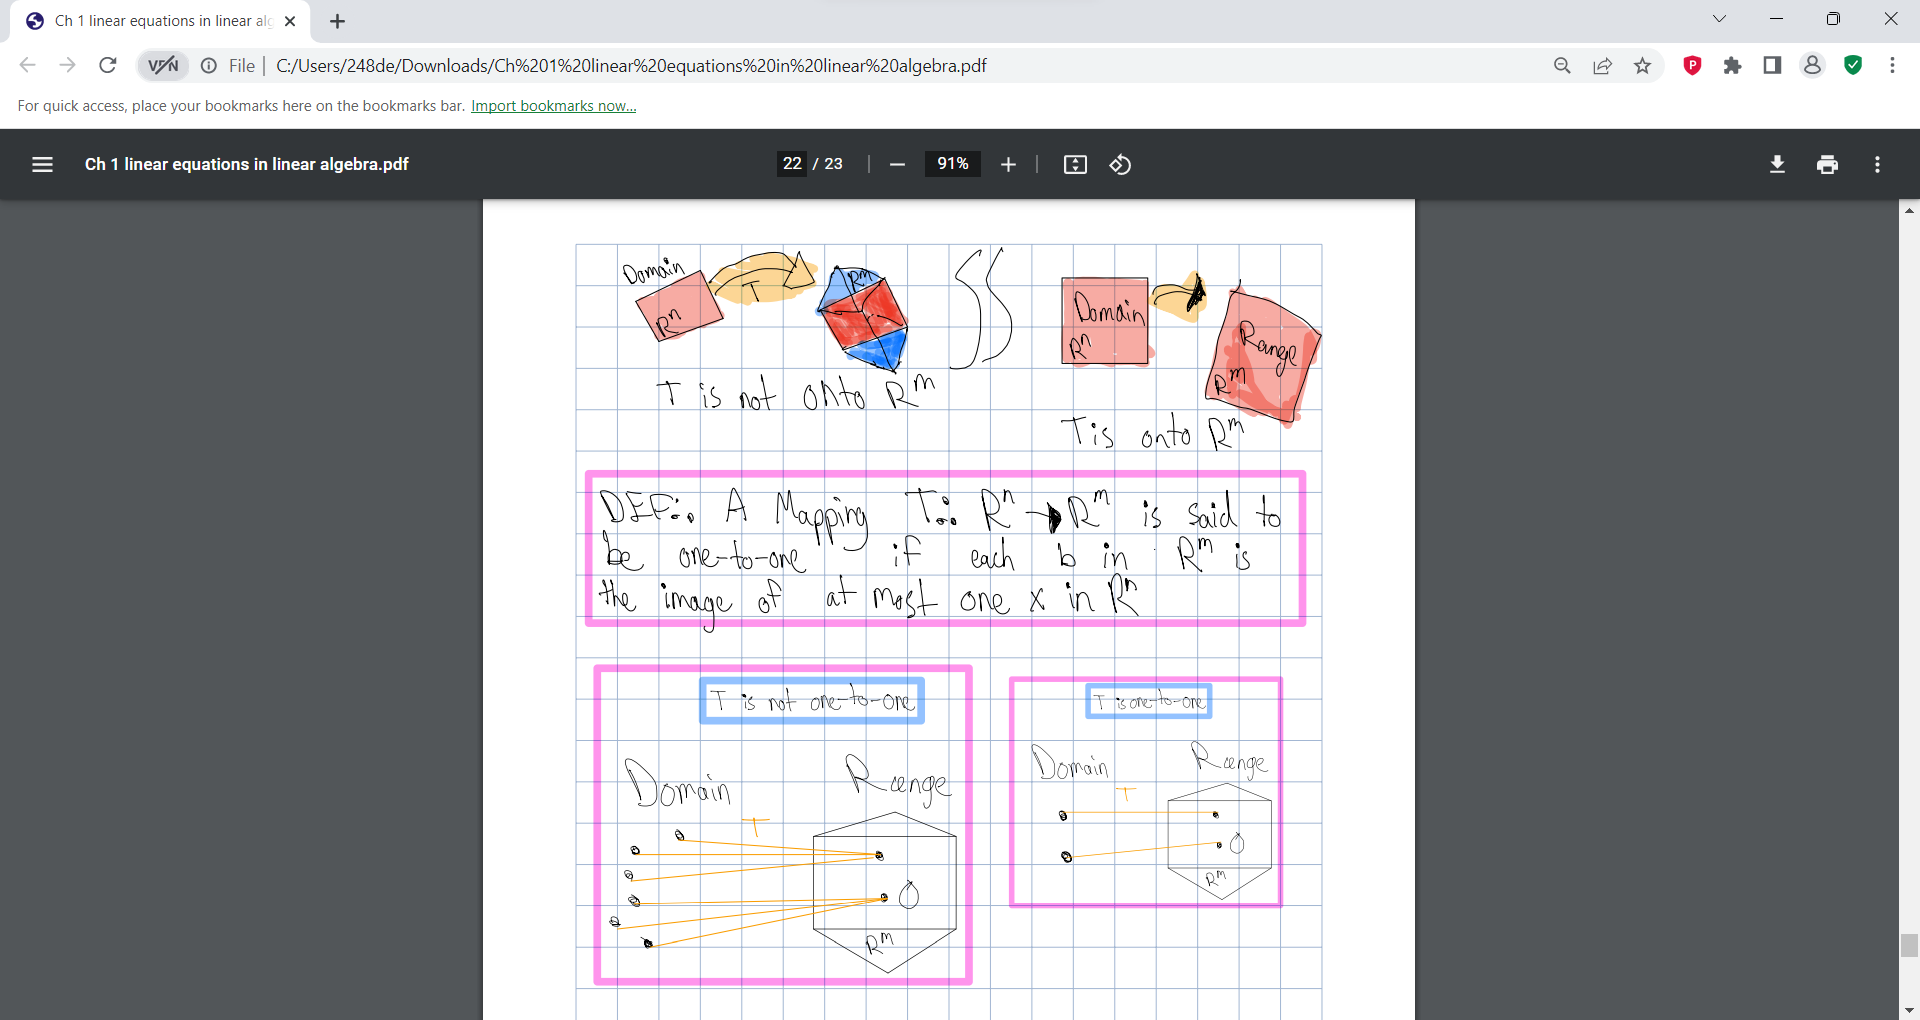 Ch 1 linear equations in linear alg
VPN
File
C:/Users/248de/Downloads/Ch%201%20linear%20equations%20in%20linear%20algebra.pdf
P
For quick access, place your bookmarks here on the bookmarks bar. Import bookmarks now...
Ch 1 linear equations in linear algebra.pdf
22 / 23
91%
Domain
Rⁿ
T
Rᵐ
T is not onto Rᵐ
Domain
Rⁿ
Range
Rᵐ
T is onto Rᵐ
DEF:. A Mapping T: Rⁿ → Rᵐ is said to
be one-to-one if each b in Rᵐ is
the image of at most one x in Rⁿ
T is not one-to-one
Domain
Range
T
0
Rᵐ
T is one-to-one
Domain
Range
T
0
Rᵐ